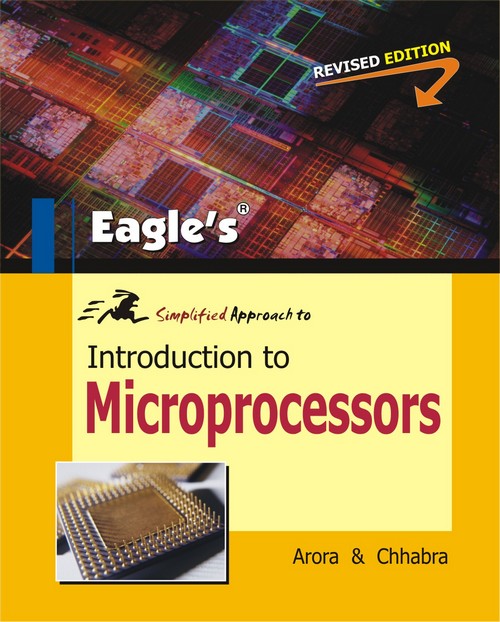 REVISED EDITION
Eagle's®
Simplified Approach to
Introduction to
Microprocessors
Arora & Chhabra